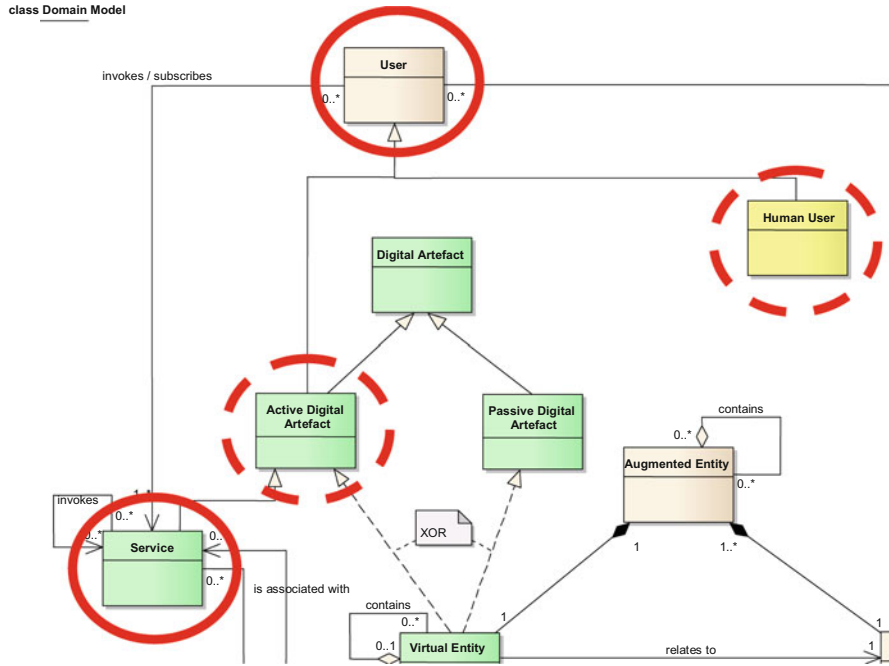 class Domain Model
User
invokes / subscribes
0..*
0..*
Human User
Digital Artefact
Active Digital
Artefact
Passive Digital
Artefact
contains
0..*
Augmented Entity
0..*
1..*
invokes
0..*
0..*
0..
XOR
Service
1
1..*
0..*
is associated with
contains
0..*
1
1
0..1
Virtual Entity
relates to
1